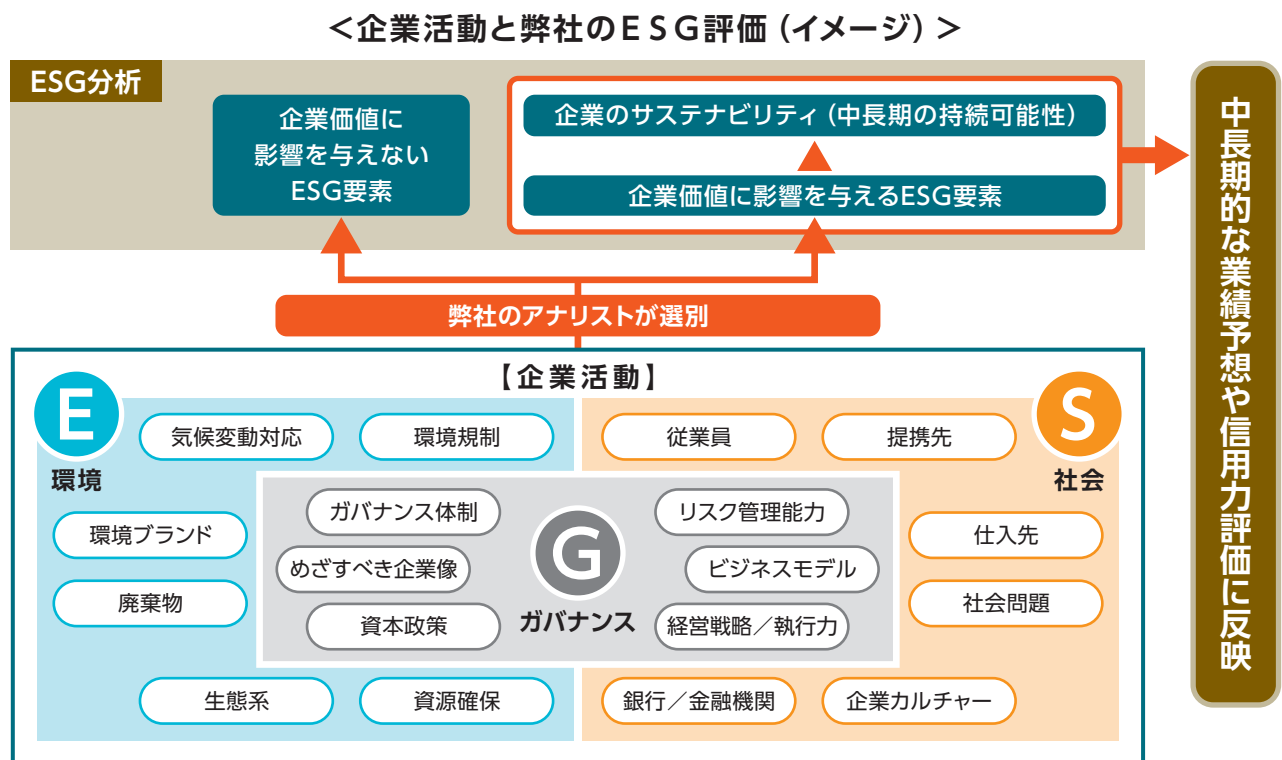 ＜企業活動と弊社のＥＳＧ評価（イメージ）＞
ESG分析
企業価値に
影響を与えない
ESG要素
企業のサステナビリティ（中長期の持続可能性）
企業価値に影響を与えるESG要素
中長期的な業績予想や信用力評価に反映
弊社のアナリストが選別
【企業活動】
E
環境
気候変動対応
環境規制
従業員
提携先
S
社会
環境ブランド
廃棄物
ガバナンス体制
めざすべき企業像
資本政策
G
ガバナンス
リスク管理能力
ビジネスモデル
経営戦略／執行力
仕入先
社会問題
生態系
資源確保
銀行／金融機関
企業カルチャー